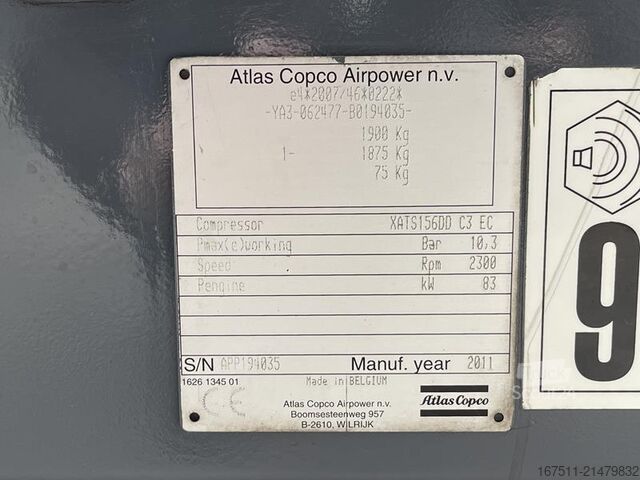 Atlas Copco Airpower n.v.
e4*2007/46*0222*
-YA3-062477-B0194035-
1900 Kg
1- 1875 Kg
75 Kg
Compressor XATS156DD C3 EC
Pmax(e)working Bar 10,3
Speed Rpm 2300
Pengine kW 83
S/N APP194035 Manuf. year 2011
1626 1345 01 Made in BELGIUM
CE
Atlas Copco Airpower n.v.
Boomsesteenweg 957
B-2610, WILRIJK
Atlas Copco
9
167511-21479832